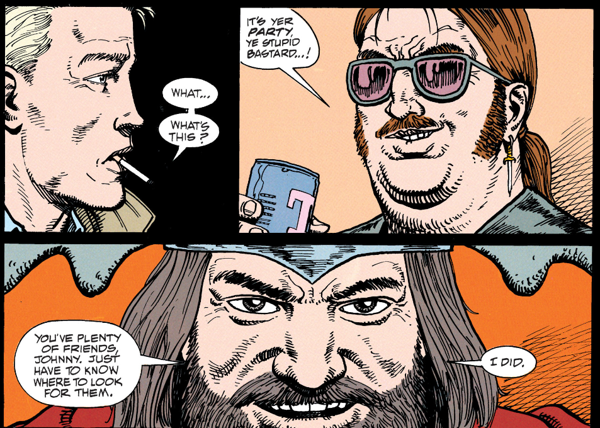 WHAT...
WHAT'S
THIS?
IT'S YER
PARTY,
YE STUPID
BASTARD...!
T
YOU'VE PLENTY
OF FRIENDS,
JOHNNY. JUST
HAVE TO KNOW
WHERE TO LOOK
FOR THEM.
I DID.